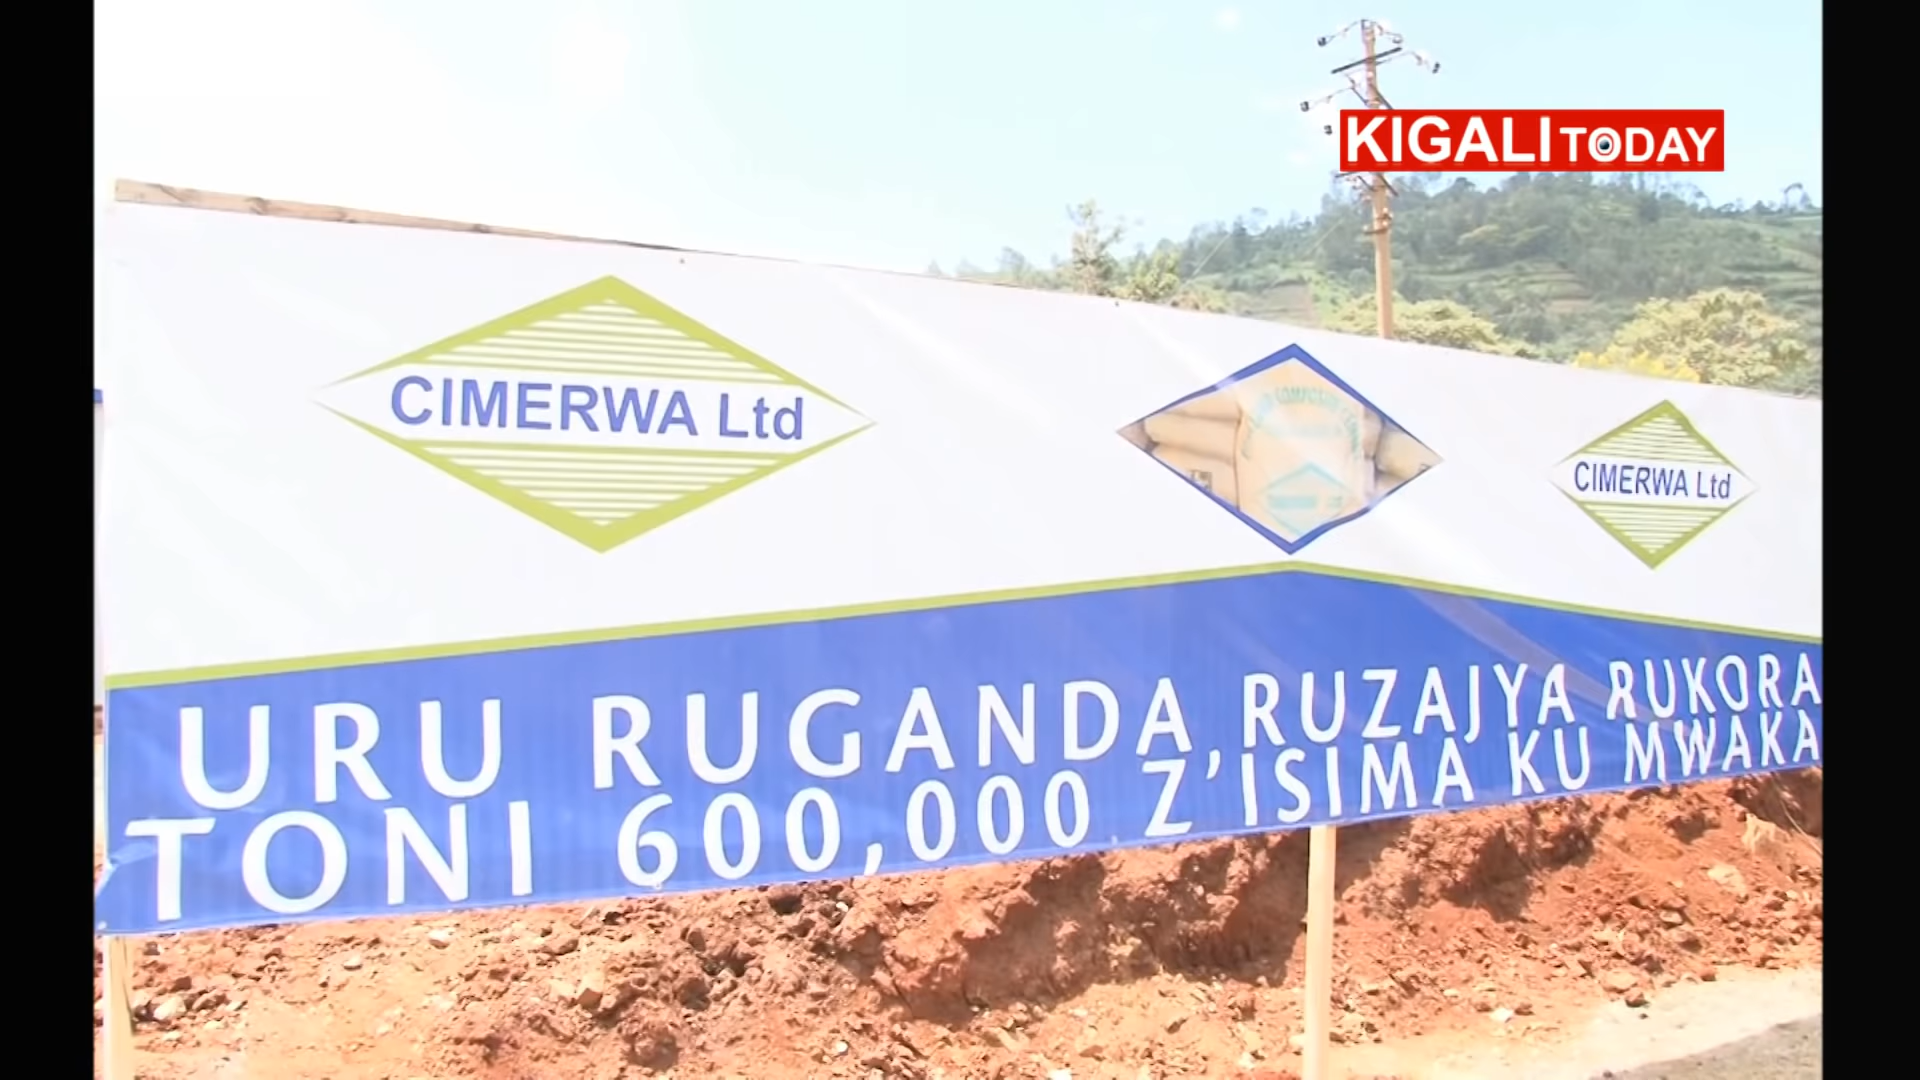 KIGALI TODAY
CIMERWA Ltd
CIMERWA Ltd
URU RUGANDA, RUZAJYA RUKORA
TONI 600,000 Z'ISIMA KU MWAKA